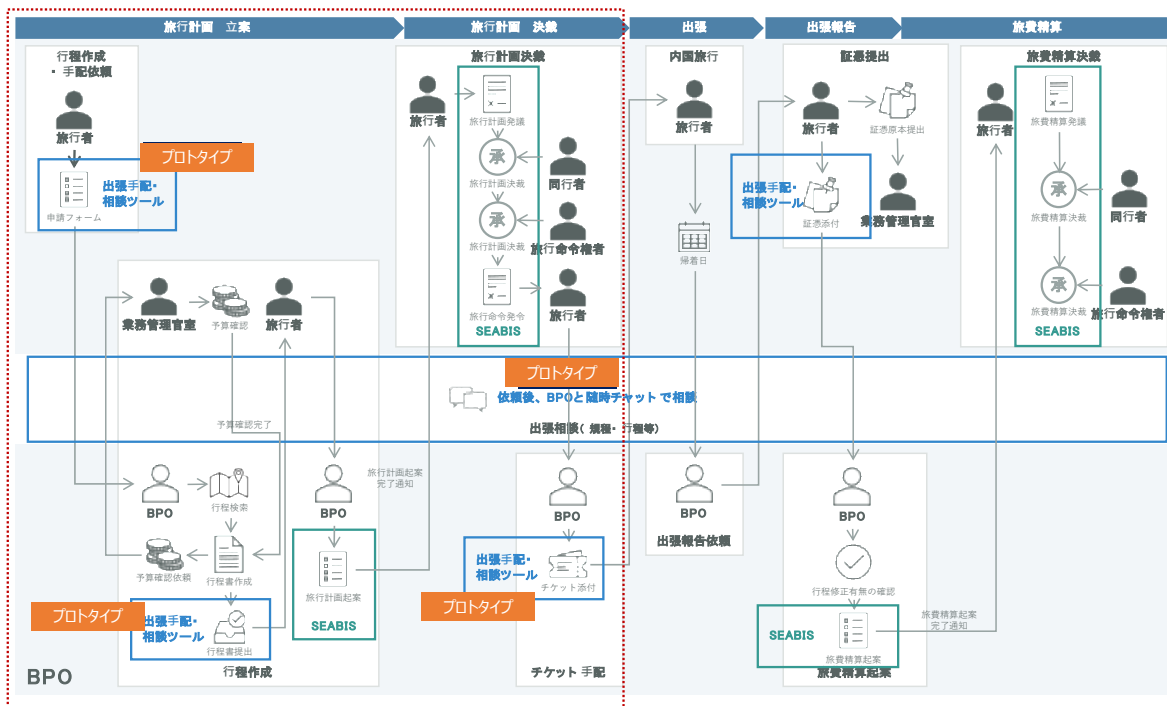 旅行計画 立案
旅行計画 決裁
出張
出張報告
旅費精算
行程作成
・手配依頼
旅行者
プロトタイプ
出張手配・
相談ツール
申請フォーム
旅行計画決裁
旅行者
旅行計画発議
承
旅行計画決裁
同行者
承
旅行計画決裁
旅行命令権者
旅行命令発令
旅行者
SEABIS
内国旅行
旅行者
帰着日
証憑提出
旅行者
証憑原本提出
出張手配・
相談ツール
証憑添付
業務管理官室
旅費精算決裁
旅行者
旅費精算発議
承
旅費精算決裁
同行者
承
旅費精算決裁
旅行命令権者
SEABIS
業務管理官室
予算確認
旅行者
プロトタイプ
依頼後、BPOと随時チャットで相談
出張相談(規程・行程等)
予算確認完了
BPO
行程検索
予算確認依頼
行程書作成
プロトタイプ
出張手配・
相談ツール
行程書提出
行程作成
BPO
旅行計画起案
SEABIS
旅行計画起案
完了通知
BPO
出張手配・
相談ツール
チケット添付
プロトタイプ
チケット手配
BPO
出張報告依頼
BPO
行程修正有無の確認
SEABIS
旅費精算起案
旅費精算起案
旅費精算起案
完了通知
BPO